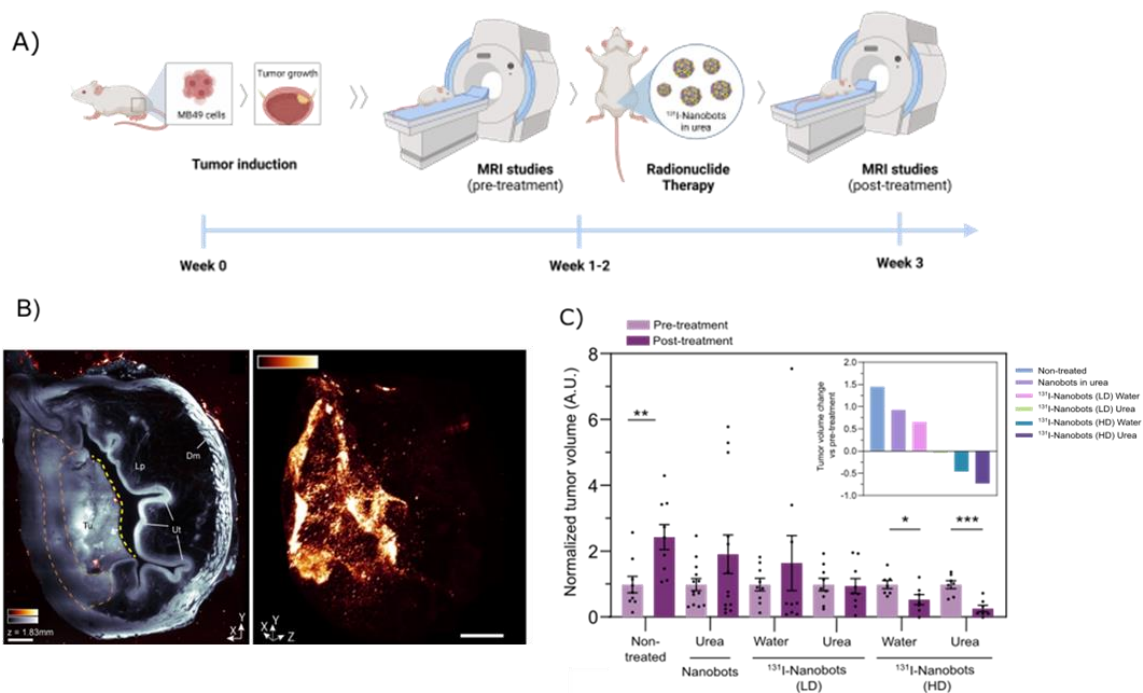 A)
MB49 cells
Tumor growth
¹³¹I-Nanobots
in urea
Tumor induction
MRI studies
(pre-treatment)
Radionuclide
Therapy
MRI studies
(post-treatment)
Week 0
Week 1-2
Week 3
B)
Dm
Lp
Tu
Ut
z = 1.83mm
Y
X
Y
X
Z
C)
Pre-treatment
Post-treatment
Normalized tumor volume (A.U.)
8
6
4
2
0
**
*
***
Tumor volume change
vs pre-treatment
2.0
1.5
1.0
0.5
0.0
-0.5
-1.0
Non-treated
Nanobots in urea
¹³¹I-Nanobots (LD) Water
¹³¹I-Nanobots (LD) Urea
¹³¹I-Nanobots (HD) Water
¹³¹I-Nanobots (HD) Urea
Non-
treated
Urea
Water
Urea
Water
Urea
Nanobots
¹³¹I-Nanobots
(LD)
¹³¹I-Nanobots
(HD)